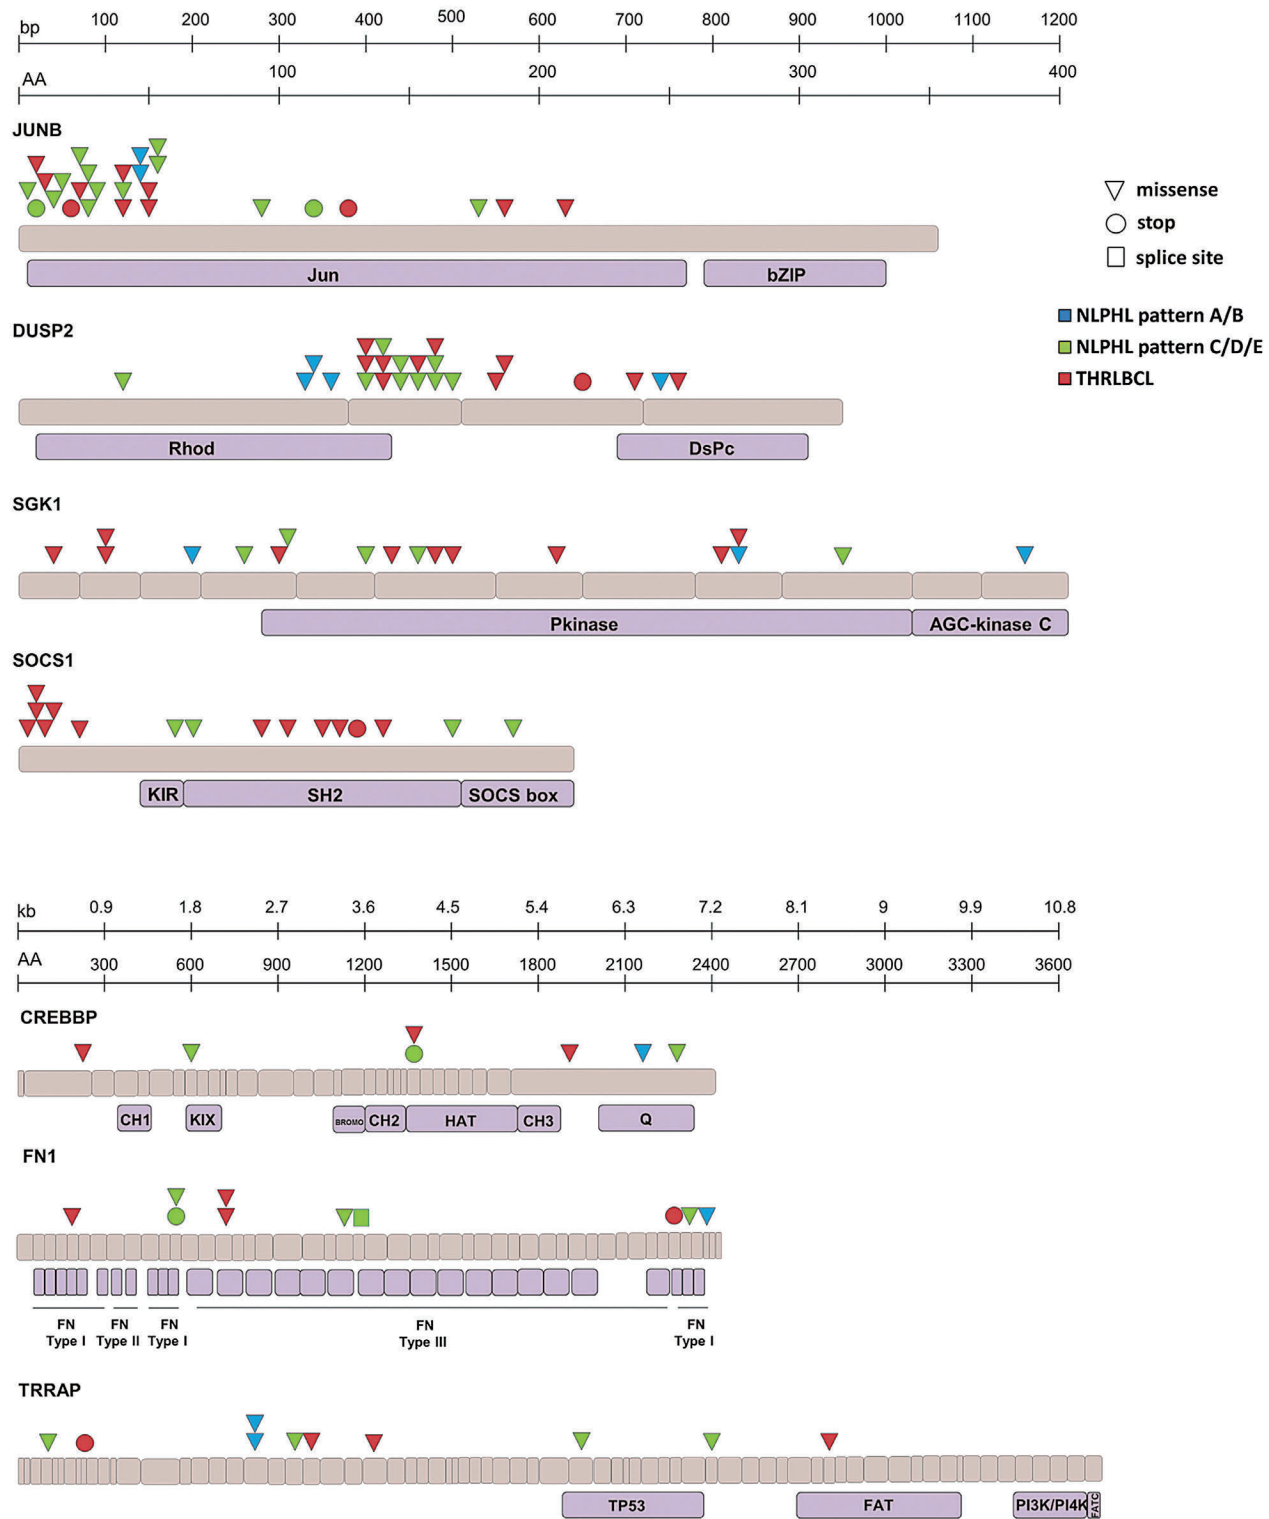 bp 100 200 300 400 500 600 700 800 900 1000 1100 1200
AA 100 200 300 400
JUNB
missense
stop
splice site
Jun bZIP
NLPHL pattern A/B
NLPHL pattern C/D/E
THRLBCL
DUSP2
Rhod DsPc
SGK1
Pkinase AGC-kinase C
SOCS1
KIR SH2 SOCS box
kb 0.9 1.8 2.7 3.6 4.5 5.4 6.3 7.2 8.1 9 9.9 10.8
AA 300 600 900 1200 1500 1800 2100 2400 2700 3000 3300 3600
CREBBP
CH1 KIX BROMO CH2 HAT CH3 Q
FN1
FN FN FN FN FN
Type I Type II Type I Type III Type I
TRRAP
TP53 FAT PI3K/PI4K FATC